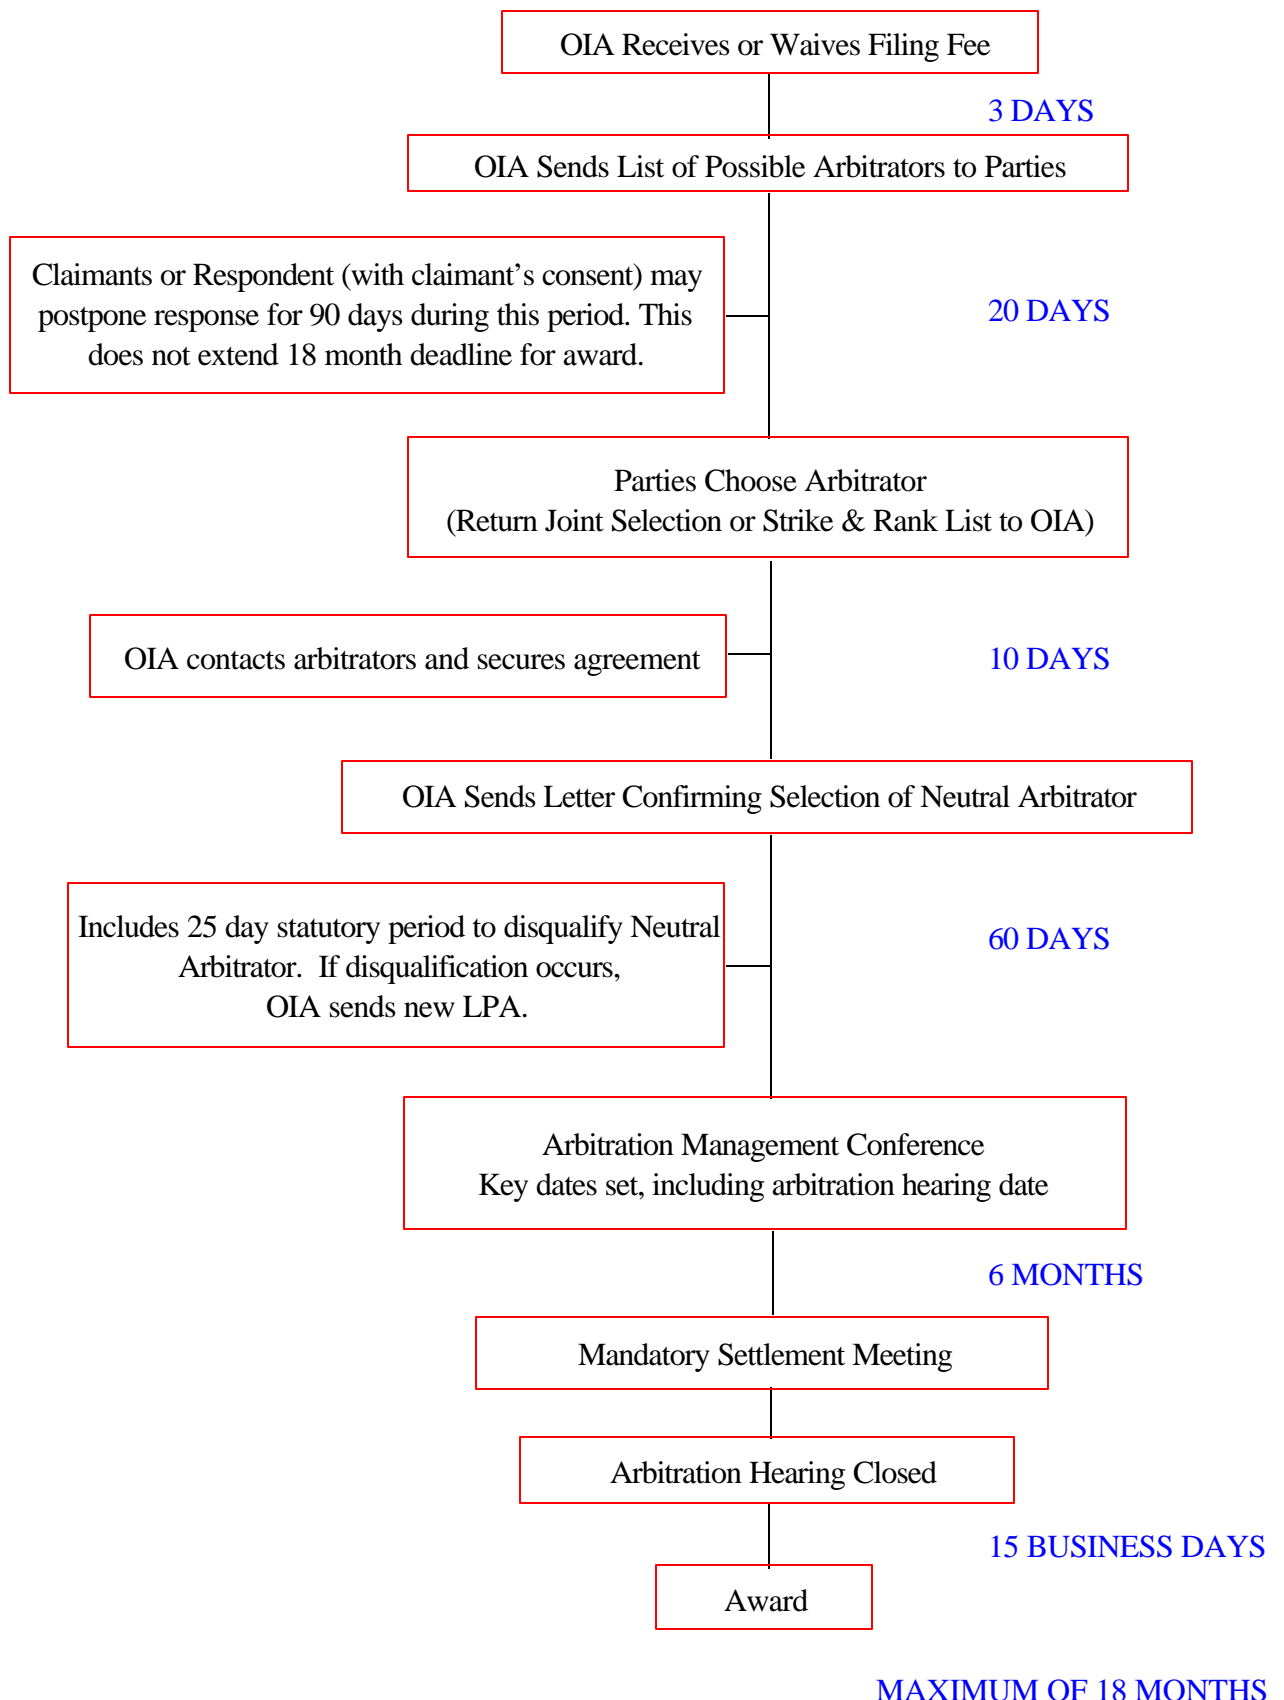 OIA Receives or Waives Filing Fee
3 DAYS
OIA Sends List of Possible Arbitrators to Parties
Claimants or Respondent (with claimant's consent) may
postpone response for 90 days during this period. This
does not extend 18 month deadline for award.
20 DAYS
Parties Choose Arbitrator
(Return Joint Selection or Strike & Rank List to OIA)
OIA contacts arbitrators and secures agreement
10 DAYS
OIA Sends Letter Confirming Selection of Neutral Arbitrator
Includes 25 day statutory period to disqualify Neutral
Arbitrator. If disqualification occurs,
OIA sends new LPA.
60 DAYS
Arbitration Management Conference
Key dates set, including arbitration hearing date
6 MONTHS
Mandatory Settlement Meeting
Arbitration Hearing Closed
15 BUSINESS DAYS
Award
MAXIMUM OF 18 MONTHS